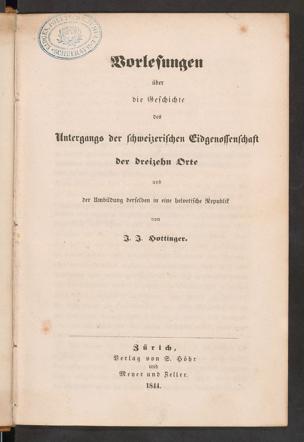 Vorlesungen
über
die Geschichte
des
Untergangs der schweizerischen Eidgenossenschaft
der dreizehn Orte
und
der Umbildung derselben in eine helvetische Republik
von
J. J. Hottinger.
Zürich,
Verlag von S. Höhr
und
Meyer und Zeller.
1844.